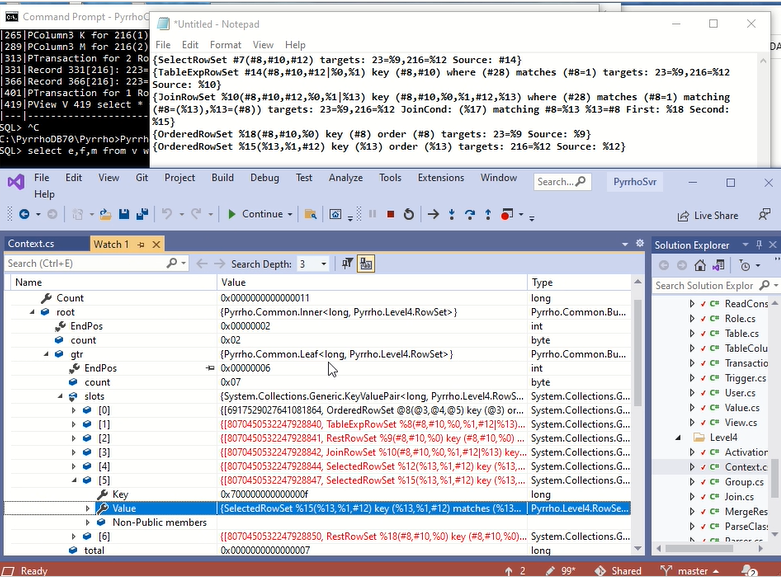 Command Prompt - PyrrhoC
|265|PColumn3 K for 216(1)
|289|PColumn3 M for 216(2)
|313|PTransaction for 2 Ro
|331|Record 331[216]: 223=
|366|Record 366[216]: 223=
|401|PTransaction for 1 Ro
|419|PView V 419 select *
|---|
SQL> ^C
C:\PyrrhoDB70\Pyrrho>Pyrrh
SQL> select e,f,m from v w
*Untitled - Notepad
File Edit Format View Help
{SelectRowSet #7(#8,#10,#12) targets: 23=%9,216=%12 Source: #14}
{TableExpRowSet #14(#8,#10,#12|%0,%1) key (#8,#10) where (#28) matches (#8=1) targets: 23=%9,216=%12
Source: %10}
{JoinRowSet %10(#8,#10,#12,%0,%1|%13) key (#8,#10,%0,%1,#12,%13) where (#28) matches (#8=1) matching
(#8=(%13),%13=(#8)) targets: 23=%9,216=%12 JoinCond: (%17) matching #8=%13 %13=#8 First: %18 Second:
%15}
{OrderedRowSet %18(#8,#10,%0) key (#8) order (#8) targets: 23=%9 Source: %9}
{OrderedRowSet %15(%13,%1,#12) key (%13) order (%13) targets: 216=%12 Source: %12}
File Edit View Git Project Build Debug Test Analyze Tools Extensions Window
Help
Search... PyrrhoSvr
Continue Live Share
Context.cs Watch 1
Search (Ctrl+E) Search Depth: 3
Name Value Type
Count 0x0000000000000011 long
root {Pyrrho.Common.Inner<long, Pyrrho.Level4.RowSet>} Pyrrho.Common.Bu...
EndPos 0x00000002 int
count 0x02 byte
gtr {Pyrrho.Common.Leaf<long, Pyrrho.Level4.RowSet>} Pyrrho.Common.Bu...
EndPos 0x00000006 int
count 0x07 byte
slots {System.Collections.Generic.KeyValuePair<long, Pyrrho.Level4.RowS... System.Collections.G...
[0] {[6917529027641081864, OrderedRowSet @8(@3,@4,@5) key (@3) or... System.Collections.G...
[1] {[8070450532247928840, TableExpRowSet %8(#8,#10,%0,%1,#12|%13)... System.Collections.G...
[2] {[8070450532247928841, RestRowSet %9(#8,#10,%0) key (#8,#10,%0) ... System.Collections.G...
[3] {[8070450532247928842, JoinRowSet %10(#8,#10,%0,%1,#12|%13) key... System.Collections.G...
[4] {[8070450532247928844, SelectedRowSet %12(%13,%1,#12) key (%13,... System.Collections.G...
[5] {[8070450532247928847, SelectedRowSet %15(%13,%1,#12) key (%13,... System.Collections.G...
Key 0x700000000000000f long
Value {SelectedRowSet %15(%13,%1,#12) key (%13,%1,#12) matches (%13... Pyrrho.Level4.RowSe...
Non-Public members
[6] {[8070450532247928850, RestRowSet %18(#8,#10,%0) key (#8,#10,%0)... System.Collections.G...
total 0x0000000000000007 long
Solution Explorer
Search Solution Explorer
ReadCons
Role.cs
Table.cs
TableColu
Transactio
Trigger.cs
User.cs
Value.cs
View.cs
Level4
Activation
Context.cs
Group.cs
Join.cs
MergeRes
ParseClass
Parser.cs
Ready 2 99* Shared master 2